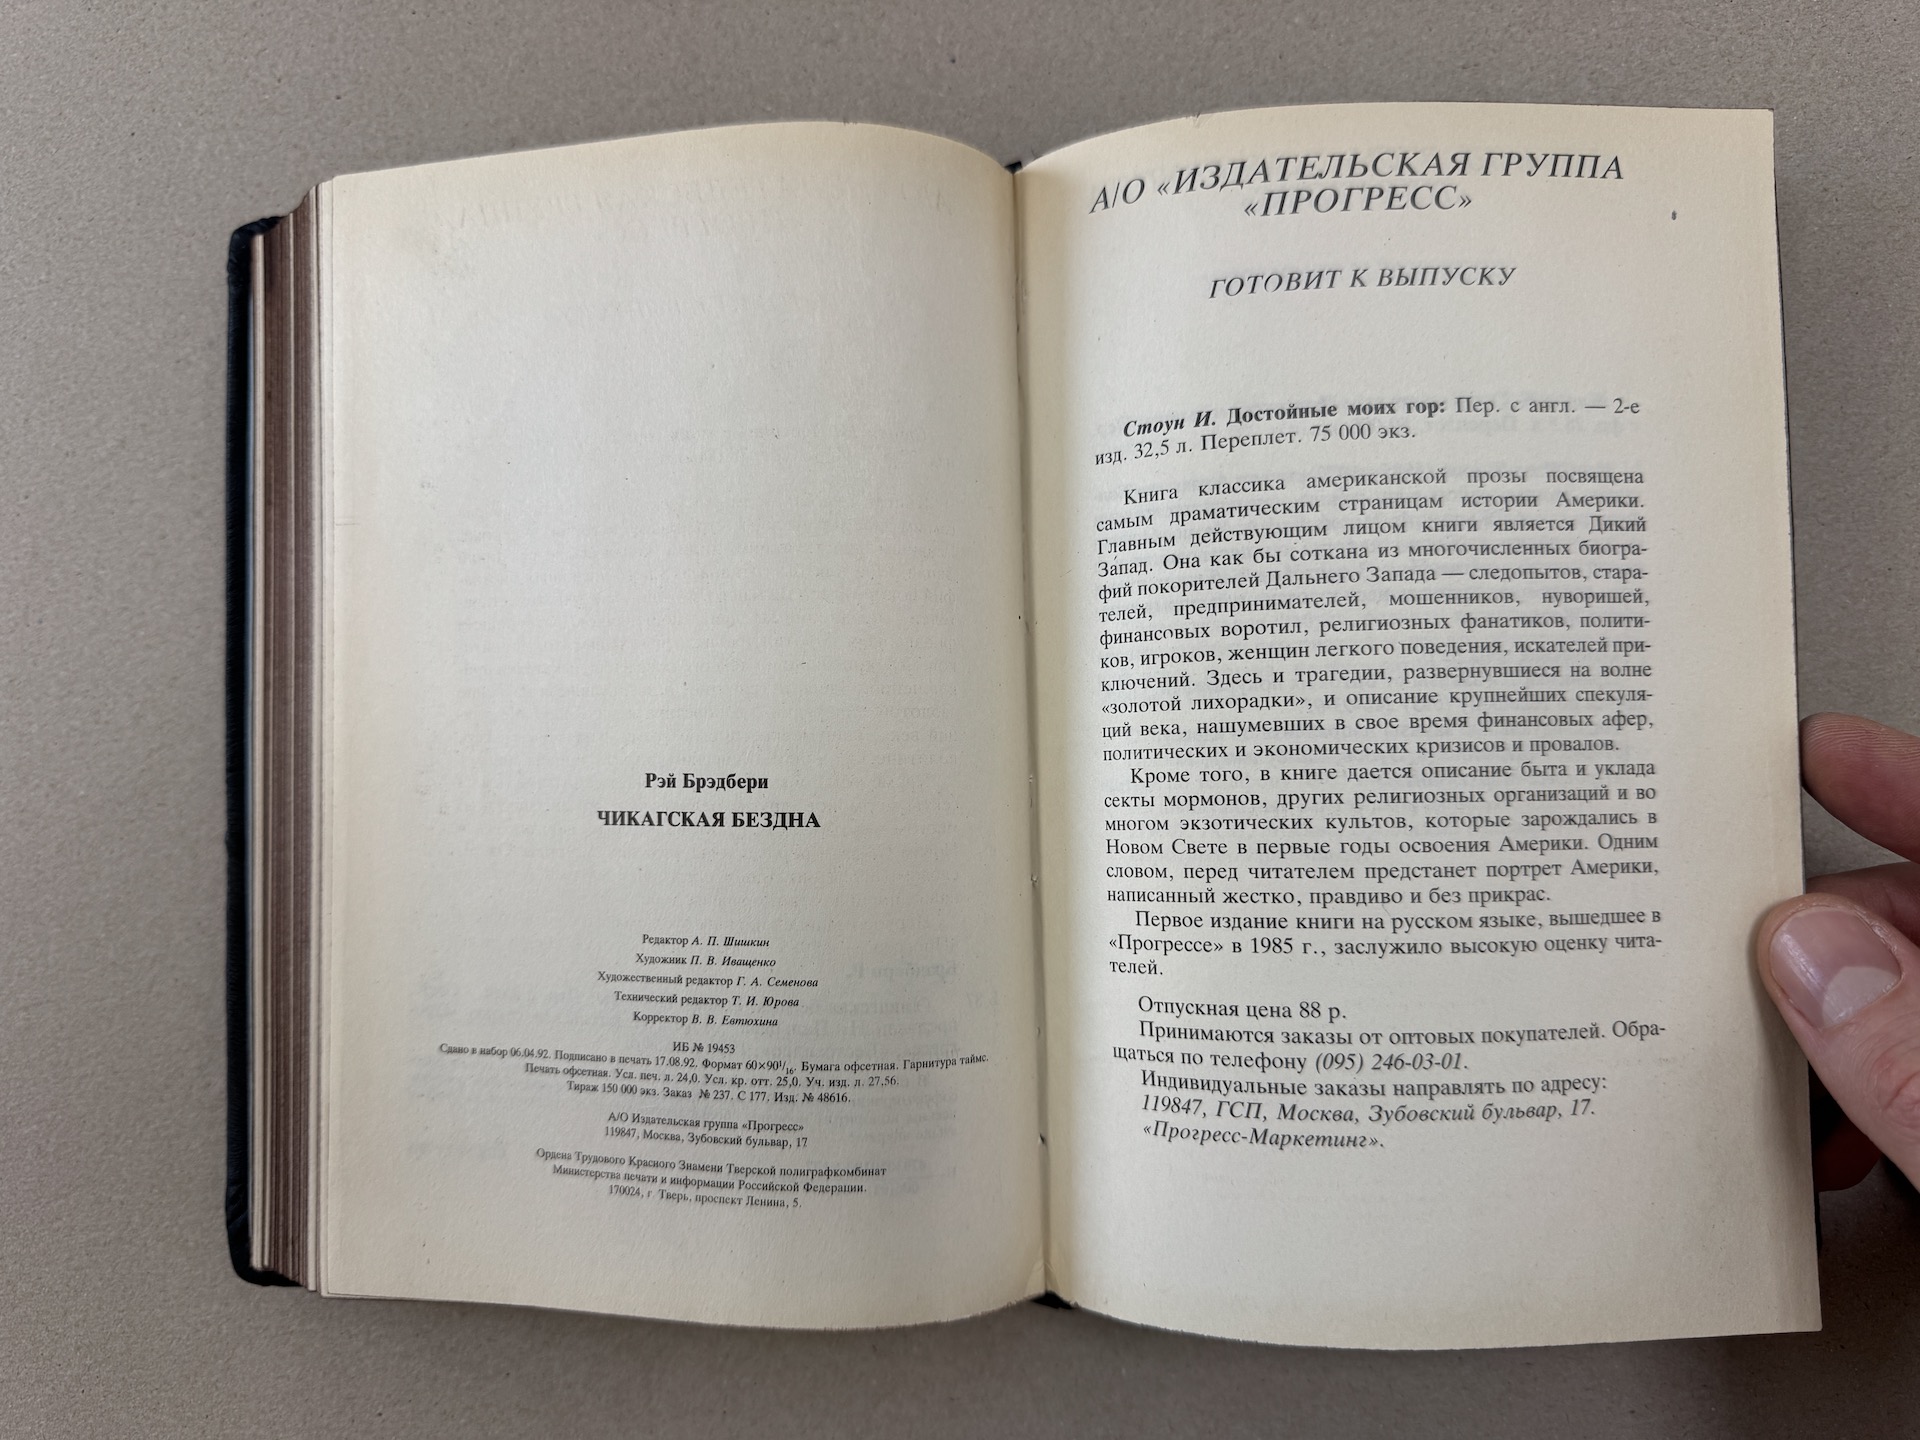 Рэй Брэдбери
ЧИКАГСКАЯ БЕЗДНА
Редактор А. П. Шишкин
Художник П. В. Иващенко
Художественный редактор Г. А. Семенова
Технический редактор Т. И. Юрова
Корректор В. В. Евтюхина
ИБ № 19453
Сдано в набор 06.04.92. Подписано в печать 17.08.92. Формат 60×90 1/16. Бумага офсетная. Гарнитура таймс.
Печать офсетная. Усл. печ. л. 24,0. Усл. кр. отт. 25,0. Уч. изд. л. 27,56.
Тираж 150 000 экз. Заказ № 237. С 177. Изд. № 48616.
А/О Издательская группа «Прогресс»
119847, Москва, Зубовский бульвар, 17
Ордена Трудового Красного Знамени Тверской полиграфкомбинат
Министерства печати и информации Российской Федерации.
170024, г. Тверь, проспект Ленина, 5.
А/О «ИЗДАТЕЛЬСКАЯ ГРУППА
«ПРОГРЕСС»
ГОТОВИТ К ВЫПУСКУ
Стоун И. Достойные моих гор: Пер. с англ. — 2-е
изд. 32,5 л. Переплет. 75 000 экз.
Книга классика американской прозы посвящена
самым драматическим страницам истории Америки.
Главным действующим лицом книги является Дикий
Запад. Она как бы соткана из многочисленных биогра-
фий покорителей Дальнего Запада — следопытов, стара-
телей, предпринимателей, мошенников, нуворишей,
финансовых воротил, религиозных фанатиков, полити-
ков, игроков, женщин легкого поведения, искателей при-
ключений. Здесь и трагедии, развернувшиеся на волне
«золотой лихорадки», и описание крупнейших спекуля-
ций века, нашумевших в свое время финансовых афер,
политических и экономических кризисов и провалов.
Кроме того, в книге дается описание быта и уклада
секты мормонов, других религиозных организаций и во
многом экзотических культов, которые зарождались в
Новом Свете в первые годы освоения Америки. Одним
словом, перед читателем предстанет портрет Америки,
написанный жестко, правдиво и без прикрас.
Первое издание книги на русском языке, вышедшее в
«Прогрессе» в 1985 г., заслужило высокую оценку чита-
телей.
Отпускная цена 88 р.
Принимаются заказы от оптовых покупателей. Обра-
щаться по телефону (095) 246-03-01.
Индивидуальные заказы направлять по адресу:
119847, ГСП, Москва, Зубовский бульвар, 17.
«Прогресс-Маркетинг».